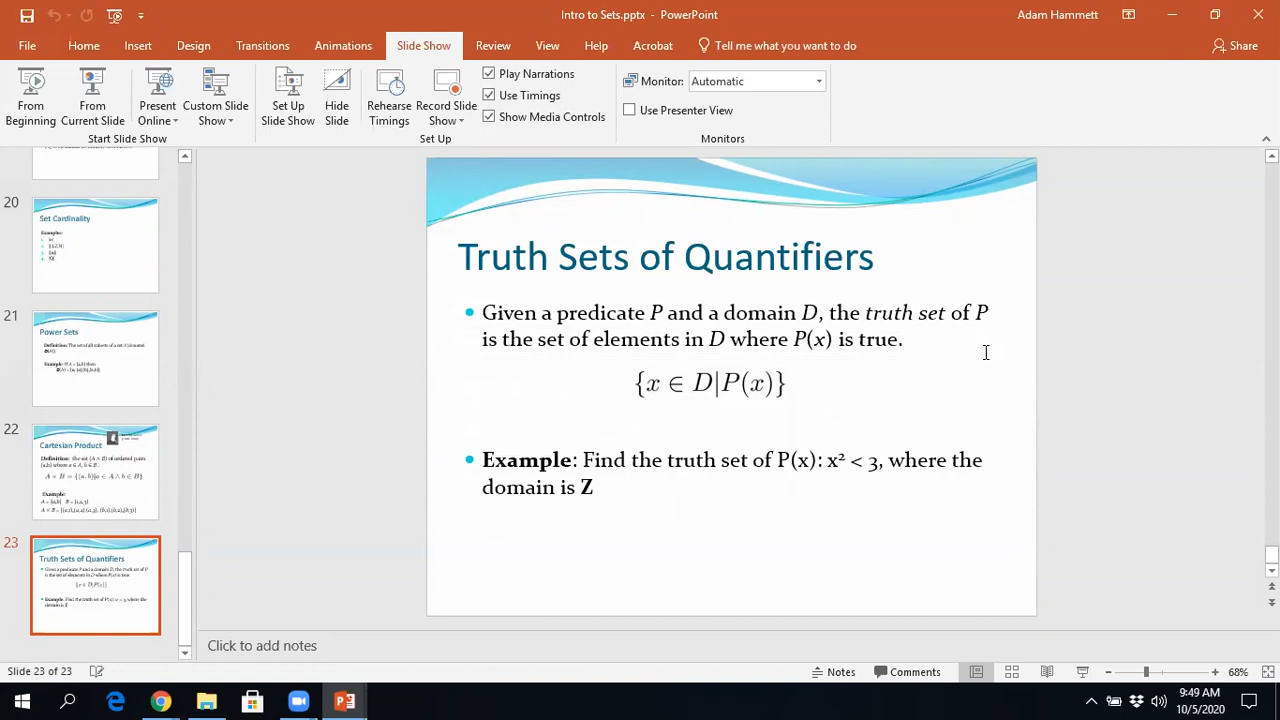 Intro to Sets.pptx - PowerPoint
Adam Hammett
File Home Insert Design Transitions Animations Slide Show Review View Help Acrobat Tell me what you want to do Share
From Beginning
From Current Slide
Present Online
Custom Slide Show
Start Slide Show
Set Up Slide Show
Hide Slide
Rehearse Timings
Record Slide Show
Play Narrations
Use Timings
Show Media Controls
Set Up
Monitor: Automatic
Use Presenter View
Monitors
20
Set Cardinality
Examples:
21
Power Sets
22
Cartesian Product
23
Truth Sets of Quantifiers
Truth Sets of Quantifiers
• Given a predicate P and a domain D, the truth set of P
is the set of elements in D where P(x) is true.
{x ∈ D|P(x)}
• Example: Find the truth set of P(x): x² < 3, where the
domain is Z
Click to add notes
Slide 23 of 23
Notes Comments 68%
9:49 AM
10/5/2020